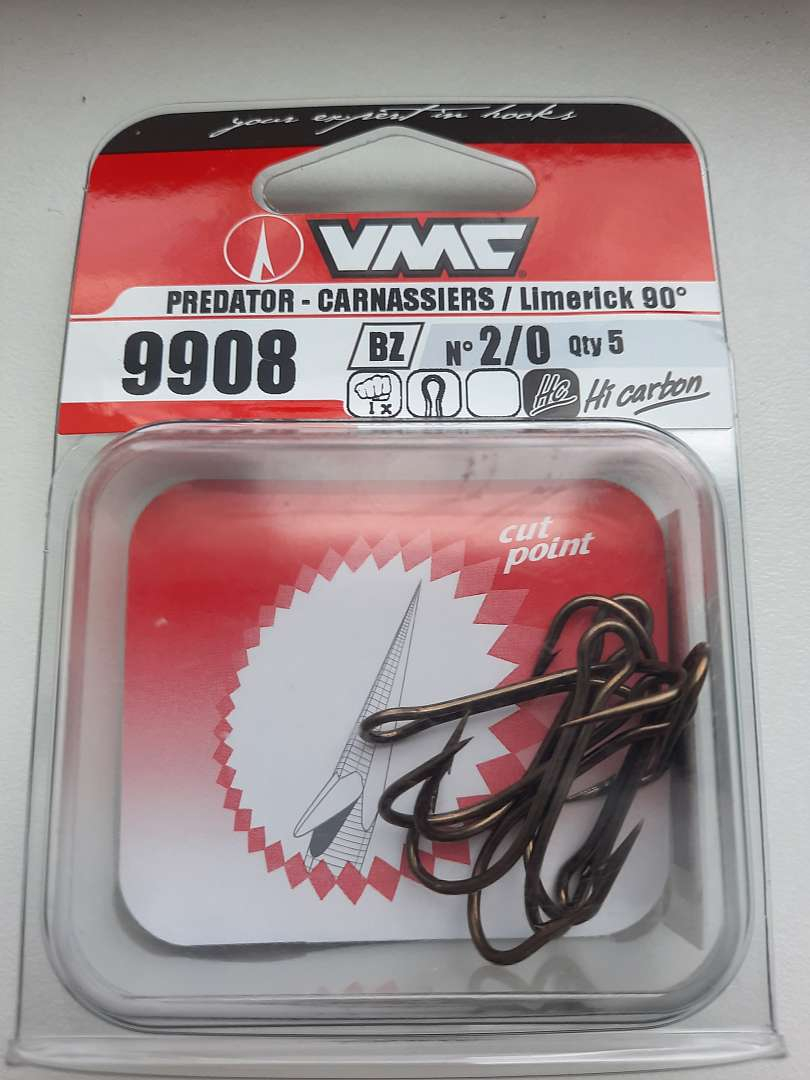 your expert in hooks
VMC
PREDATOR - CARNASSIERS / Limerick 90°
9908 BZ N° 2/0 Qty 5
1x Hc Hi carbon
cut
point